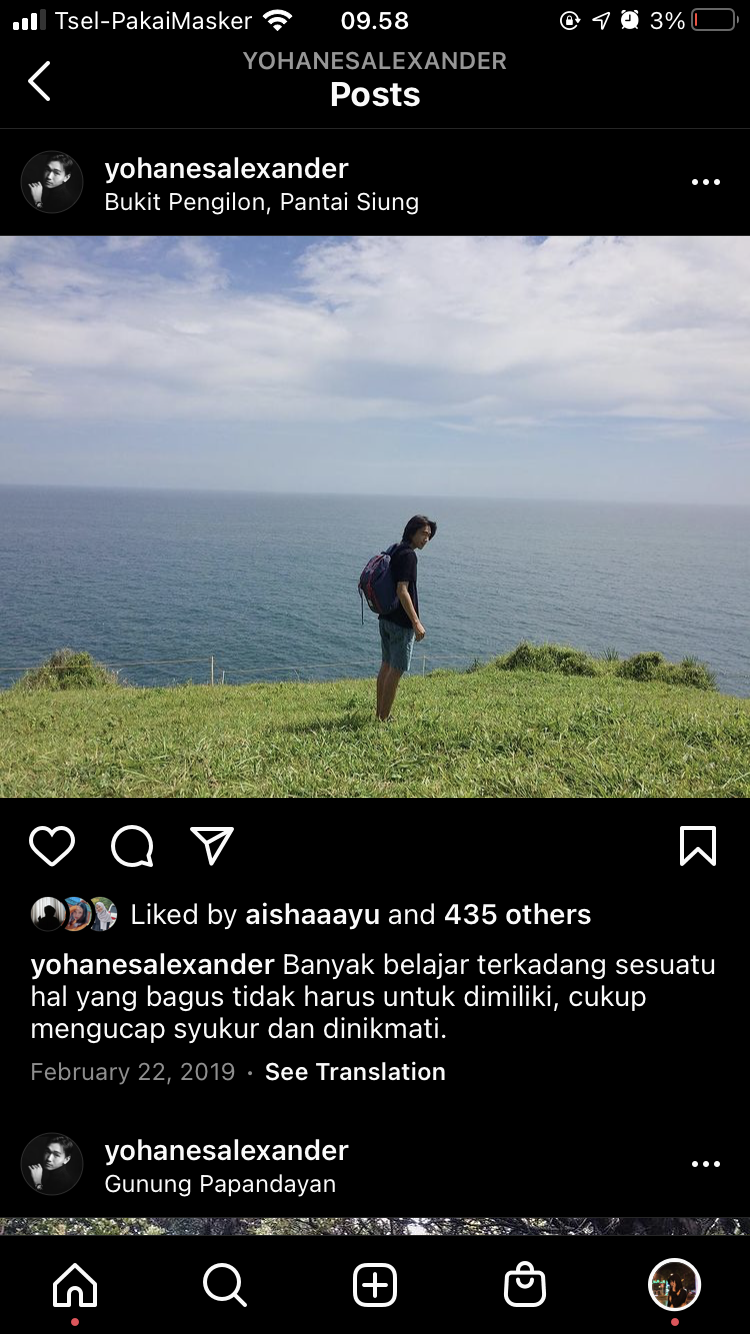 Tsel-PakaiMasker 09.58 3%
YOHANESALEXANDER
Posts
yohanesalexander
Bukit Pengilon, Pantai Siung
Liked by aishaaayu and 435 others
yohanesalexander Banyak belajar terkadang sesuatu
hal yang bagus tidak harus untuk dimiliki, cukup
mengucap syukur dan dinikmati.
February 22, 2019 · See Translation
yohanesalexander
Gunung Papandayan